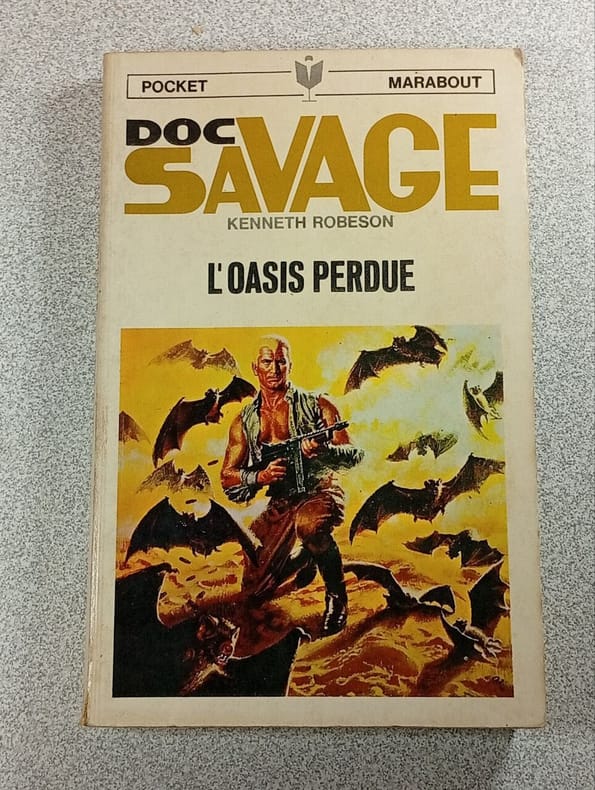 POCKET MARABOUT
DOC
SAVAGE
KENNETH ROBESON
L'OASIS PERDUE